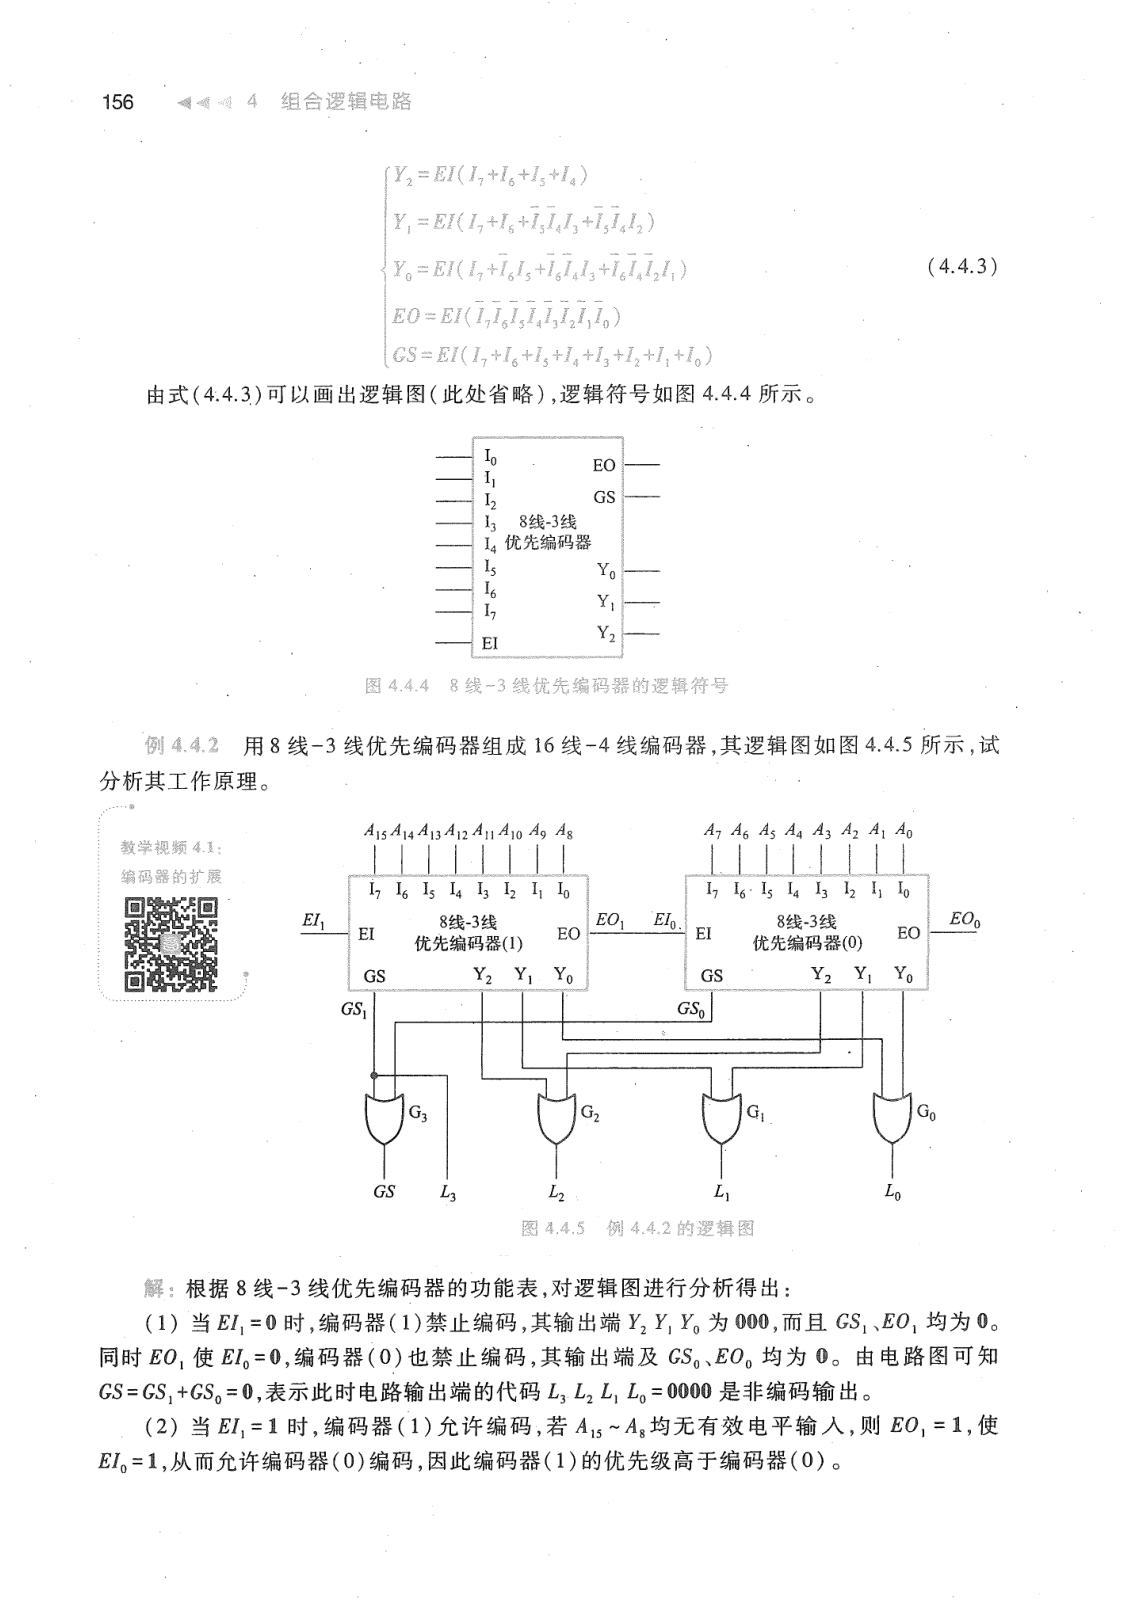 156 4 组合逻辑电路
Y₂=EI(I₇+I₆+I₅+I₄)
Y₁=EI(I₇+I₆+I̅₅I̅₄I₃+I̅₅I̅₄I₂)
Y₀=EI(I₇+I̅₆I₅+I̅₆I̅₄I₃+I̅₆I̅₄I̅₂I₁)
(4.4.3)
EO=EI(I̅₇I̅₆I̅₅I̅₄I̅₃I̅₂I̅₁I̅₀)
GS=EI(I₇+I₆+I₅+I₄+I₃+I₂+I₁+I₀)
由式(4.4.3)可以画出逻辑图(此处省略),逻辑符号如图 4.4.4 所示。
I₀
EO
I₁
I₂
GS
I₃ 8线-3线
I₄ 优先编码器
I₅
Y₀
I₆
Y₁
I₇
Y₂
EI
图 4.4.4 8 线-3 线优先编码器的逻辑符号
例 4.4.2 用 8 线-3 线优先编码器组成 16 线-4 线编码器,其逻辑图如图 4.4.5 所示,试
分析其工作原理。
教学视频 4.1:
编码器的扩展
A₁₅ A₁₄ A₁₃ A₁₂ A₁₁ A₁₀ A₉ A₈ A₇ A₆ A₅ A₄ A₃ A₂ A₁ A₀
I₇ I₆ I₅ I₄ I₃ I₂ I₁ I₀ I₇ I₆ I₅ I₄ I₃ I₂ I₁ I₀
EI₁ EI 8线-3线 EO EO₁ EI₀ EI 8线-3线 EO EO₀
优先编码器(1) 优先编码器(0)
GS Y₂ Y₁ Y₀ GS Y₂ Y₁ Y₀
GS₁ GS₀
G₃ G₂ G₁ G₀
GS L₃ L₂ L₁ L₀
图 4.4.5 例 4.4.2 的逻辑图
解:根据 8 线-3 线优先编码器的功能表,对逻辑图进行分析得出:
(1) 当 EI₁=0 时,编码器(1)禁止编码,其输出端 Y₂ Y₁ Y₀ 为 000,而且 GS₁、EO₁ 均为 0。
同时 EO₁ 使 EI₀=0,编码器(0)也禁止编码,其输出端及 GS₀、EO₀ 均为 0。由电路图可知
GS=GS₁+GS₀=0,表示此时电路输出端的代码 L₃ L₂ L₁ L₀=0000 是非编码输出。
(2) 当 EI₁=1 时,编码器(1)允许编码,若 A₁₅~A₈均无有效电平输入,则 EO₁=1,使
EI₀=1,从而允许编码器(0)编码,因此编码器(1)的优先级高于编码器(0)。